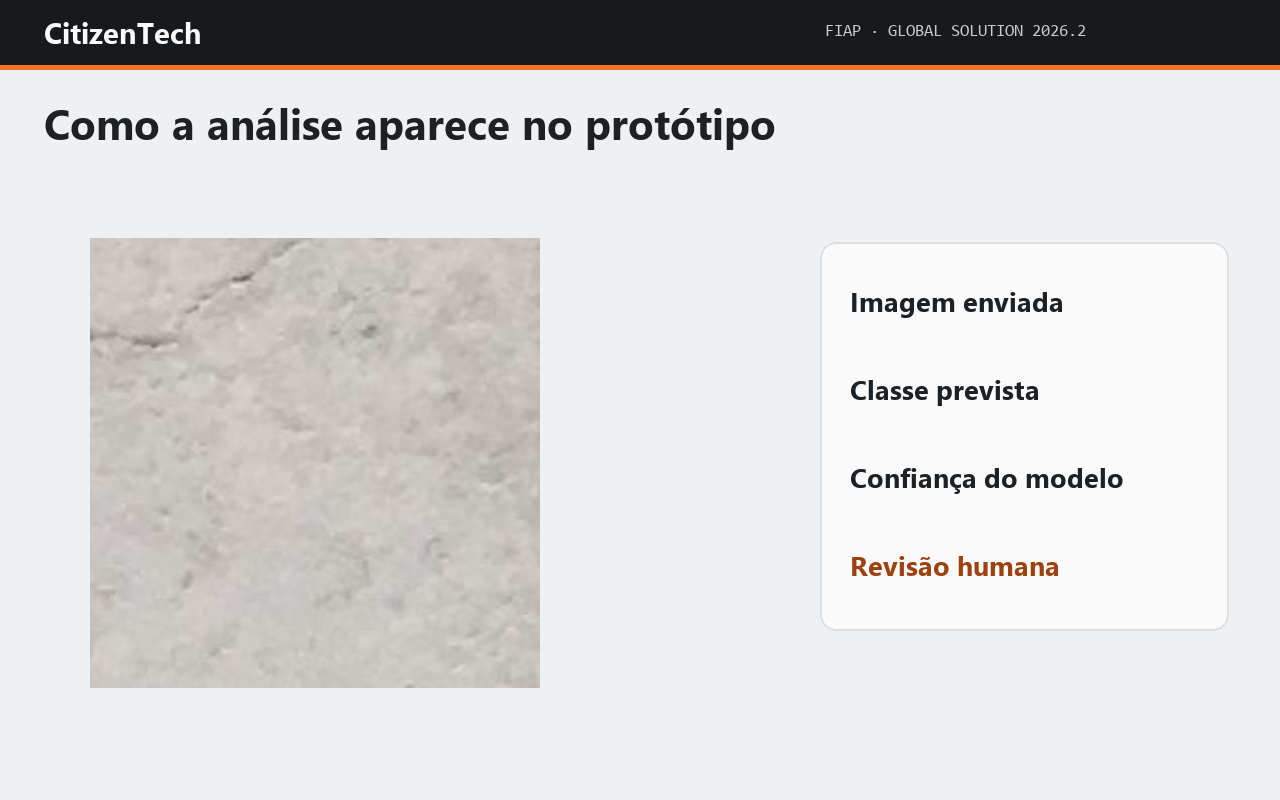 CitizenTech
FIAP · GLOBAL SOLUTION 2026.2
Como a análise aparece no protótipo
Imagem enviada
Classe prevista
Confiança do modelo
Revisão humana